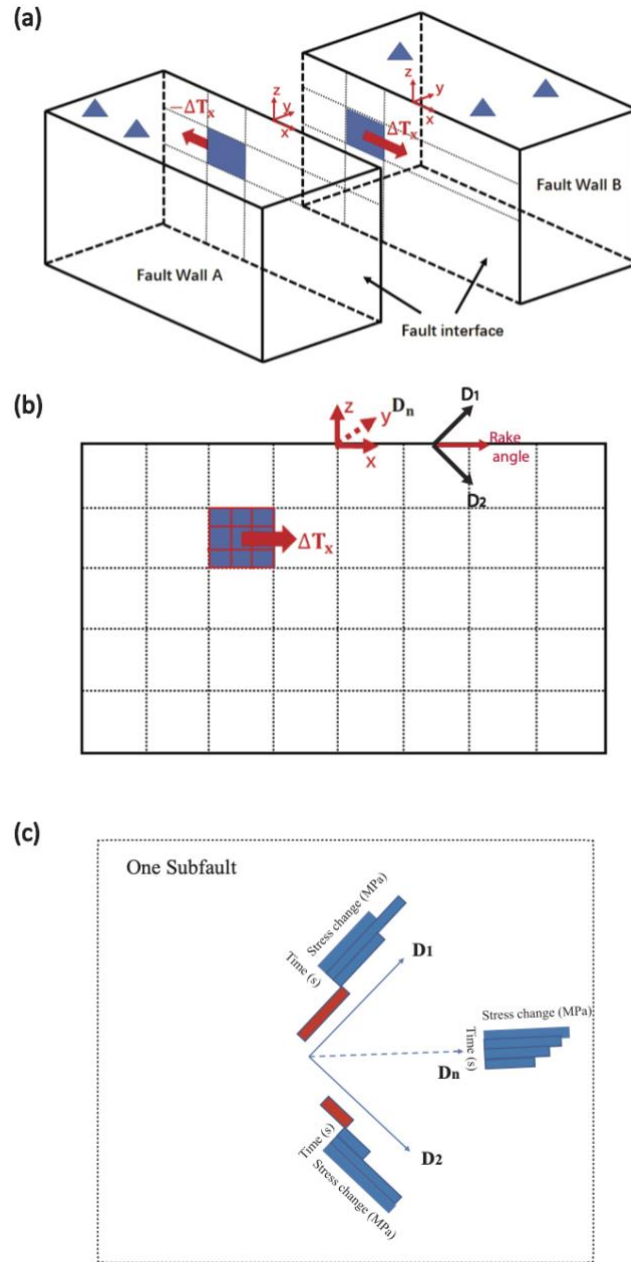 (a)
z
y
x
−ΔTx
z
y
x
ΔTx
Fault Wall B
Fault Wall A
Fault interface
(b)
z
y
Dn
x
D1
Rake
angle
D2
ΔTx
(c)
One Subfault
Stress change (MPa)
Time (s)
D1
Stress change (MPa)
Time (s)
Dn
Time (s)
D2
Stress change (MPa)